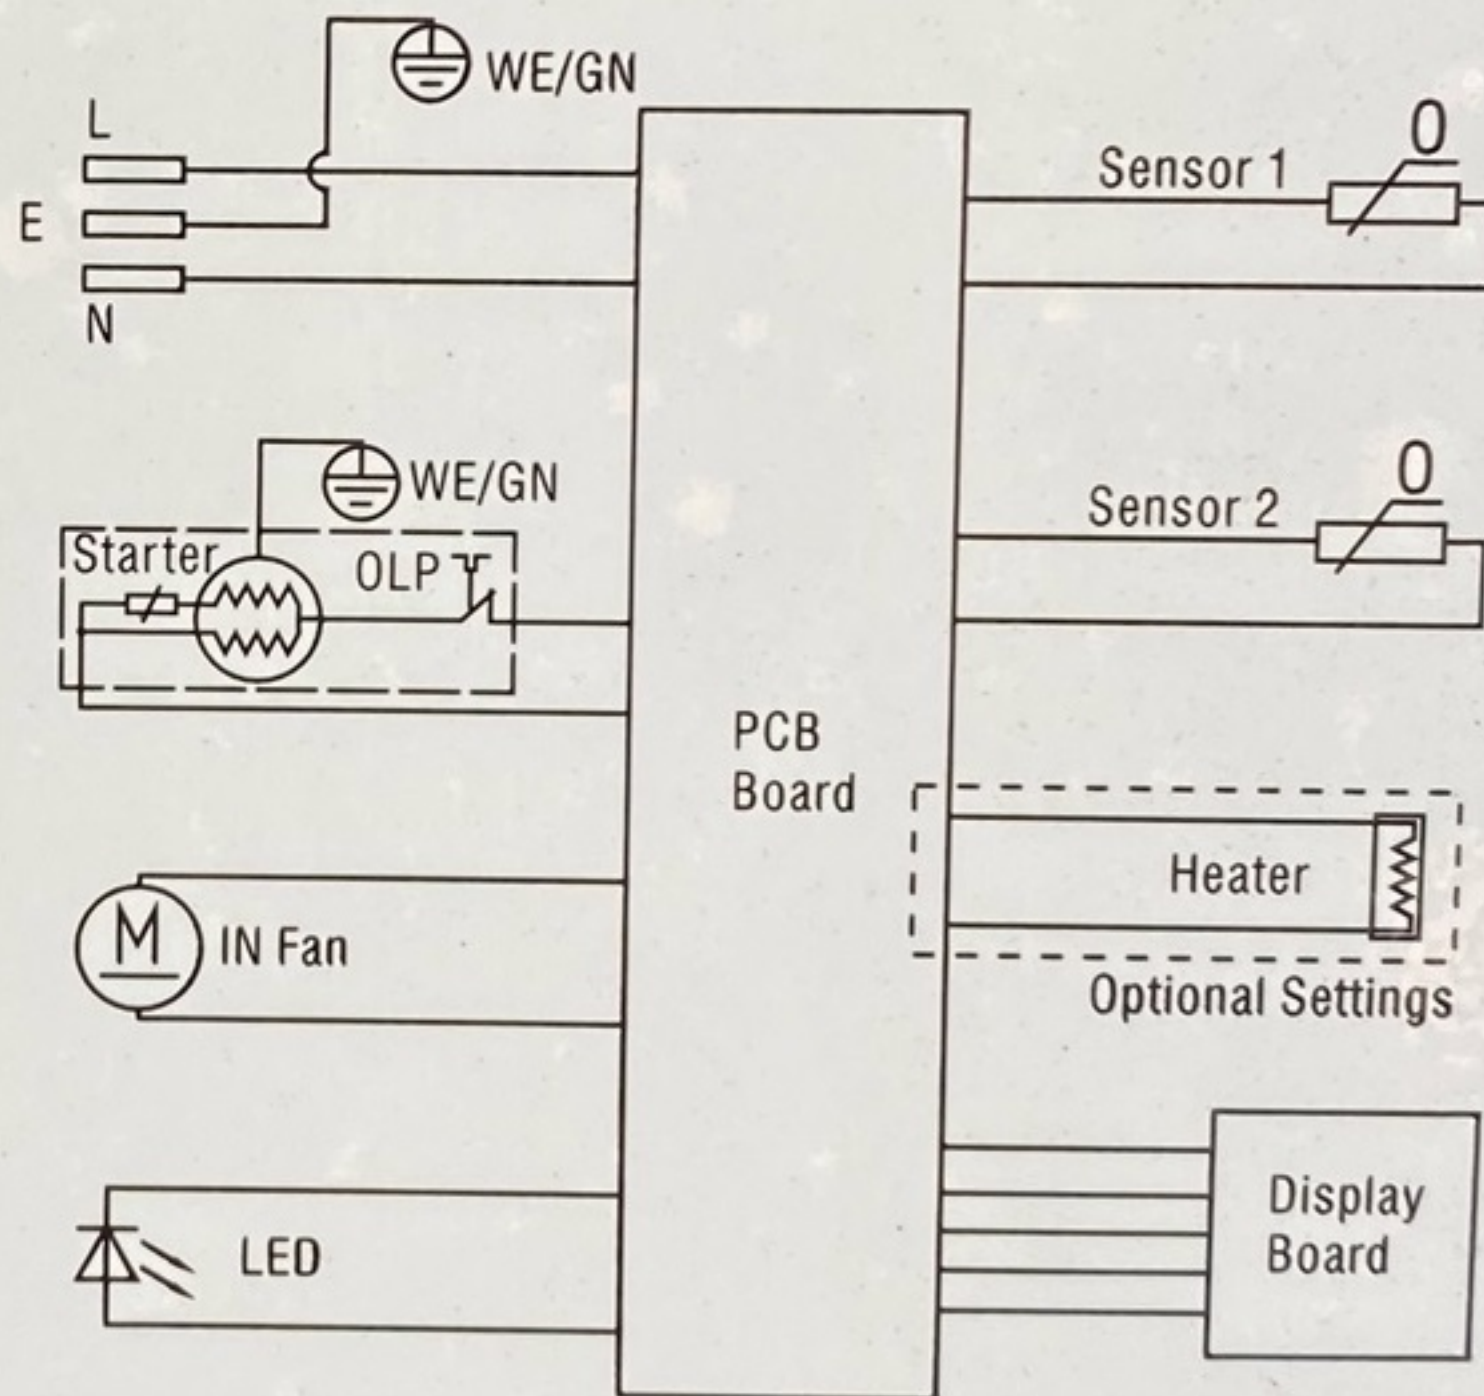 WE/GN
L
E
N
Sensor 1
0
WE/GN
Starter
OLP
Sensor 2
0
PCB
Board
M
IN Fan
Heater
Optional Settings
LED
Display
Board